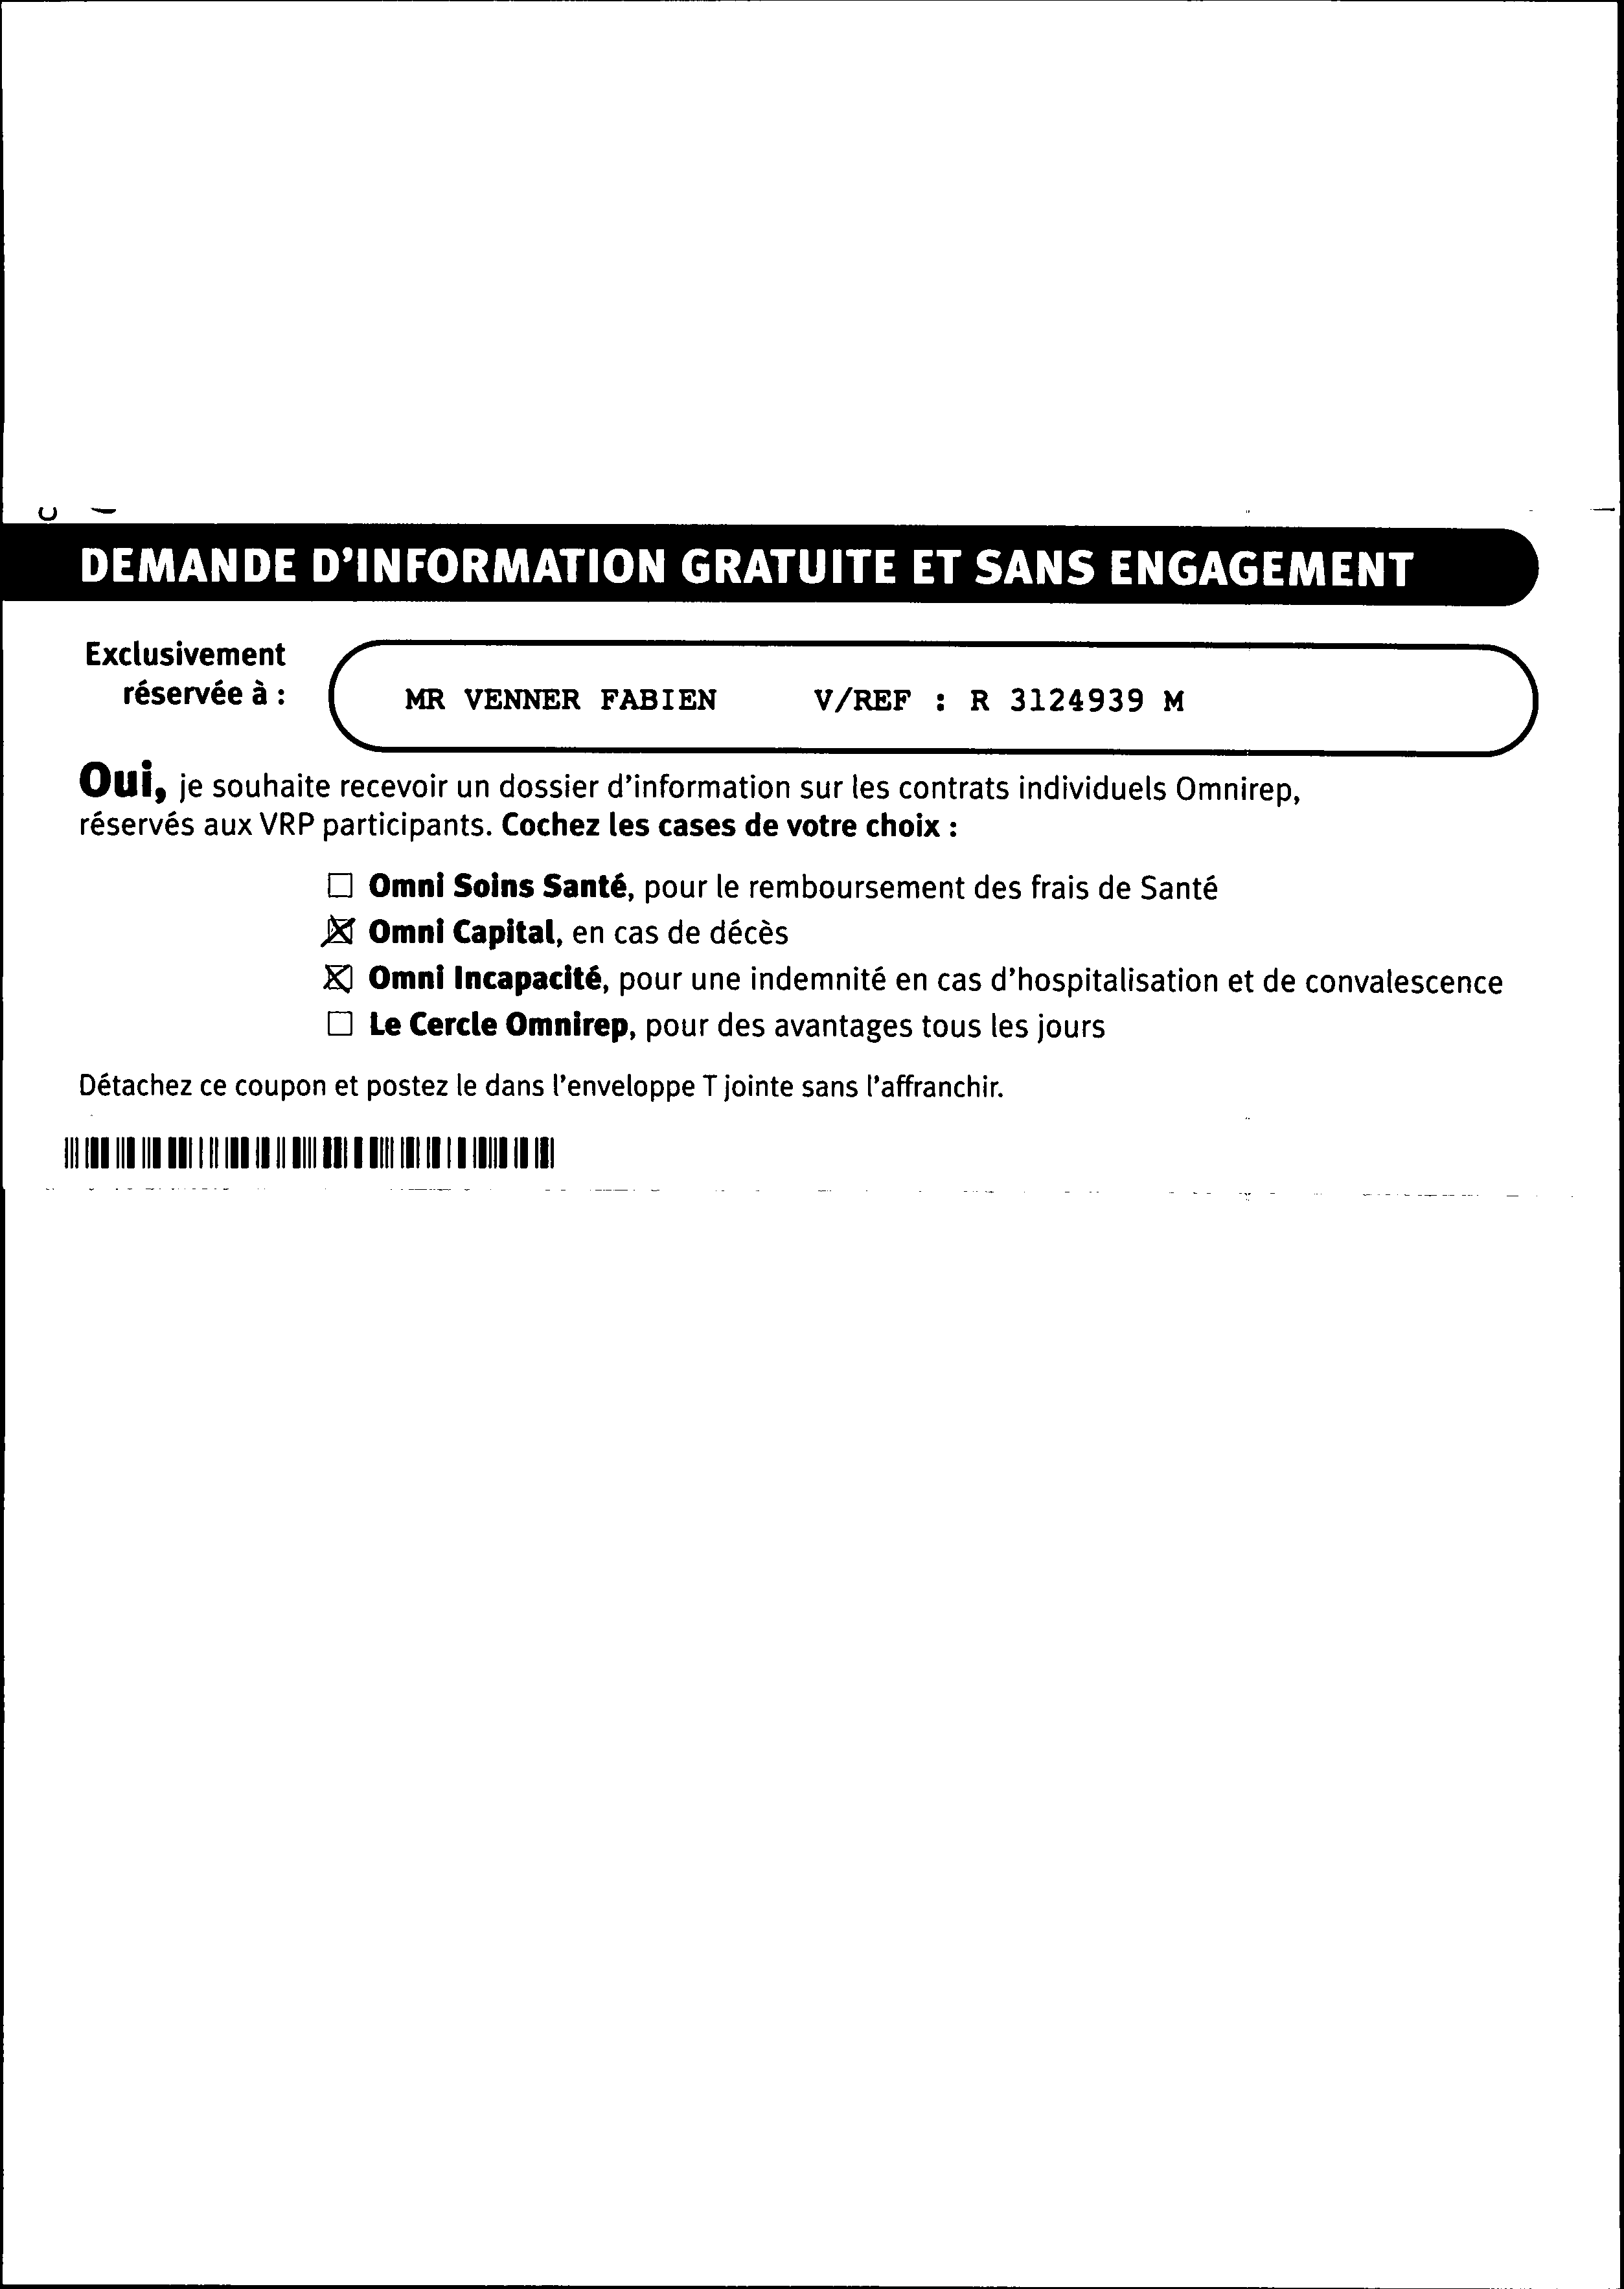 DEMANDE D'INFORMATION GRATUITE ET SANS ENGAGEMENT
Exclusivement
réservée à :
MR VENNER FABIEN V/REF : R 3124939 M
Oui, je souhaite recevoir un dossier d'information sur les contrats individuels Omnirep,
réservés aux VRP participants. Cochez les cases de votre choix :
☐ Omni Soins Santé, pour le remboursement des frais de Santé
☒ Omni Capital, en cas de décès
☒ Omni Incapacité, pour une indemnité en cas d'hospitalisation et de convalescence
☐ Le Cercle Omnirep, pour des avantages tous les jours
Détachez ce coupon et postez le dans l'enveloppe T jointe sans l'affranchir.